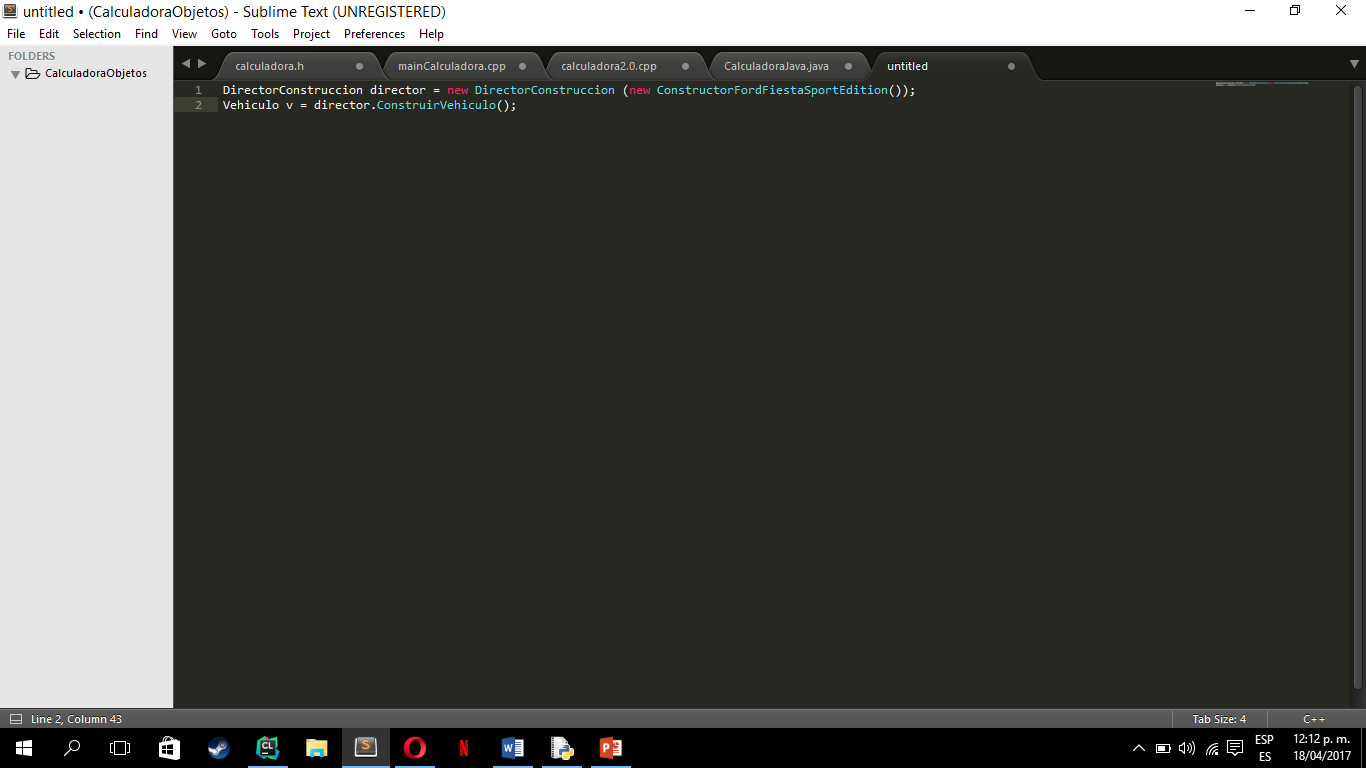 untitled • (CalculadoraObjetos) - Sublime Text (UNREGISTERED)
File Edit Selection Find View Goto Tools Project Preferences Help
FOLDERS
CalculadoraObjetos
calculadora.h mainCalculadora.cpp calculadora2.0.cpp CalculadoraJava.java untitled
1 DirectorConstruccion director = new DirectorConstruccion (new ConstructorFordFiestaSportEdition());
2 Vehiculo v = director.ConstruirVehiculo();
Line 2, Column 43 Tab Size: 4 C++
ESP 12:12 p. m.
ES 18/04/2017